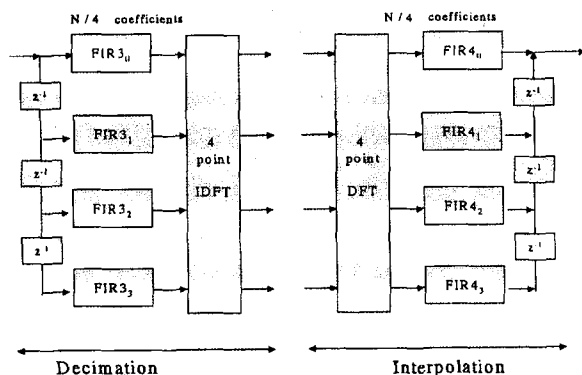 N / 4 coefficients
N / 4 coefficients
FIR3₀
FIR4₀
z⁻¹
z⁻¹
FIR3₁
FIR4₁
4
point
IDFT
4
point
DFT
z⁻¹
z⁻¹
FIR3₂
FIR4₂
z⁻¹
z⁻¹
FIR3₃
FIR4₃
Decimation
Interpolation